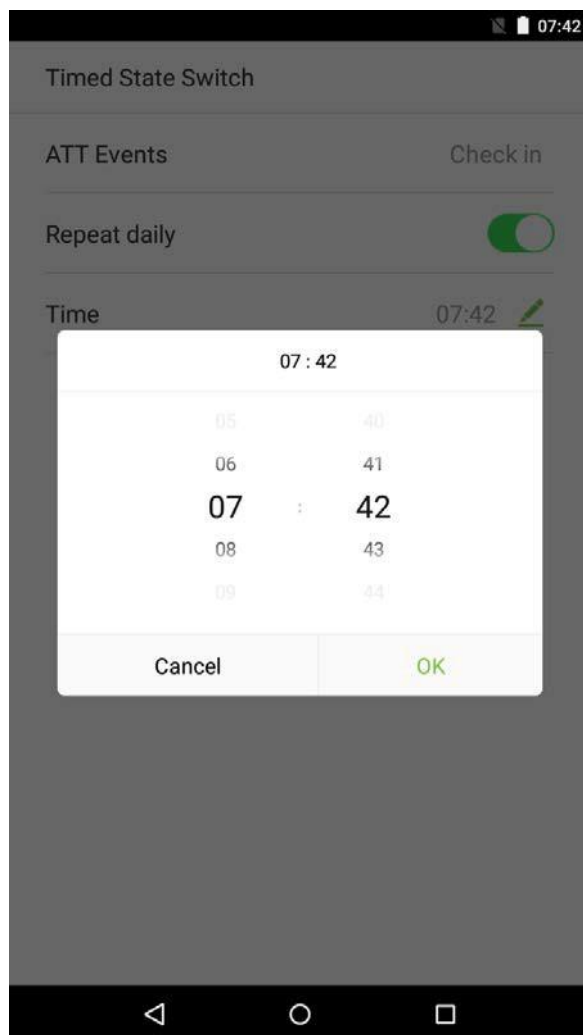 07:42
Timed State Switch
ATT Events Check in
Repeat daily
Time 07:42
07 : 42
05 40
06 41
07 : 42
08 43
09 44
Cancel OK